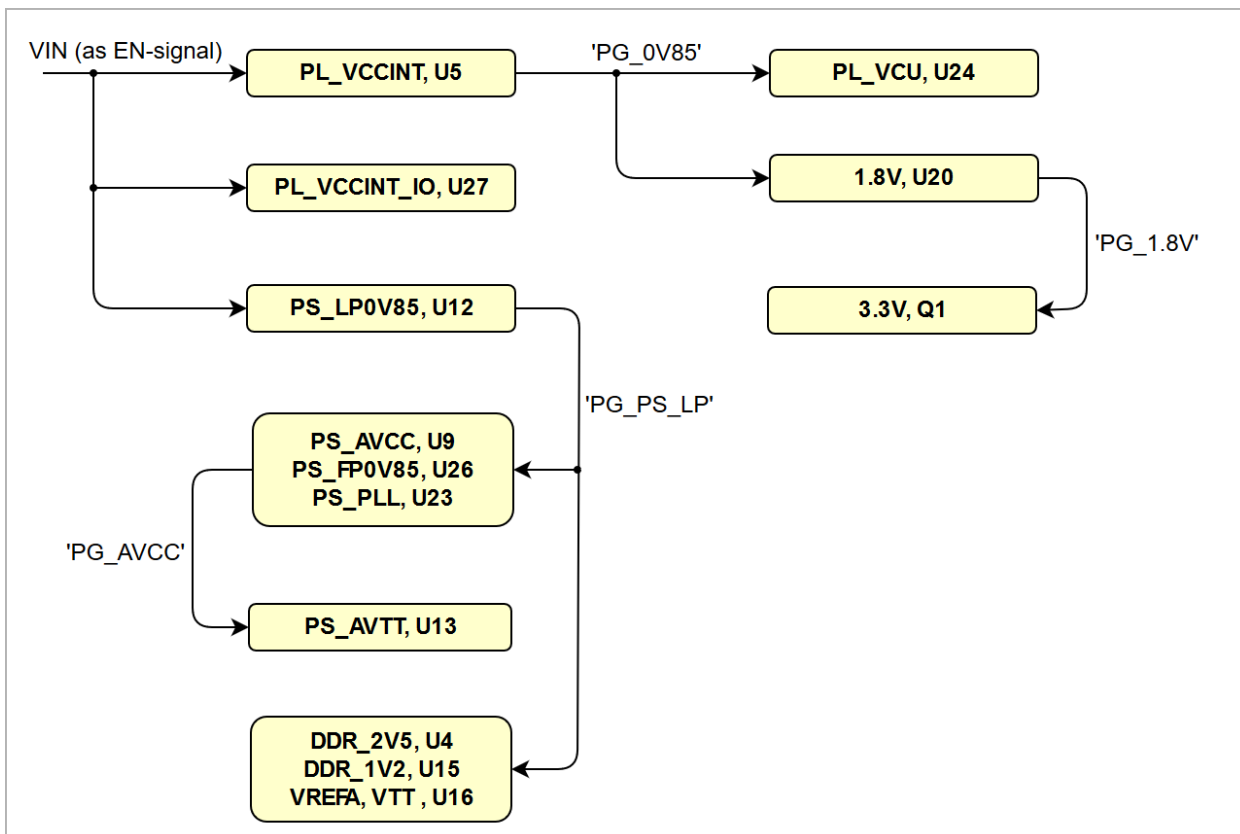 VIN (as EN-signal)
PL_VCCINT, U5
'PG_0V85'
PL_VCU, U24
PL_VCCINT_IO, U27
1.8V, U20
'PG_1.8V'
PS_LP0V85, U12
3.3V, Q1
'PG_PS_LP'
PS_AVCC, U9
PS_FP0V85, U26
PS_PLL, U23
'PG_AVCC'
PS_AVTT, U13
DDR_2V5, U4
DDR_1V2, U15
VREFA, VTT , U16